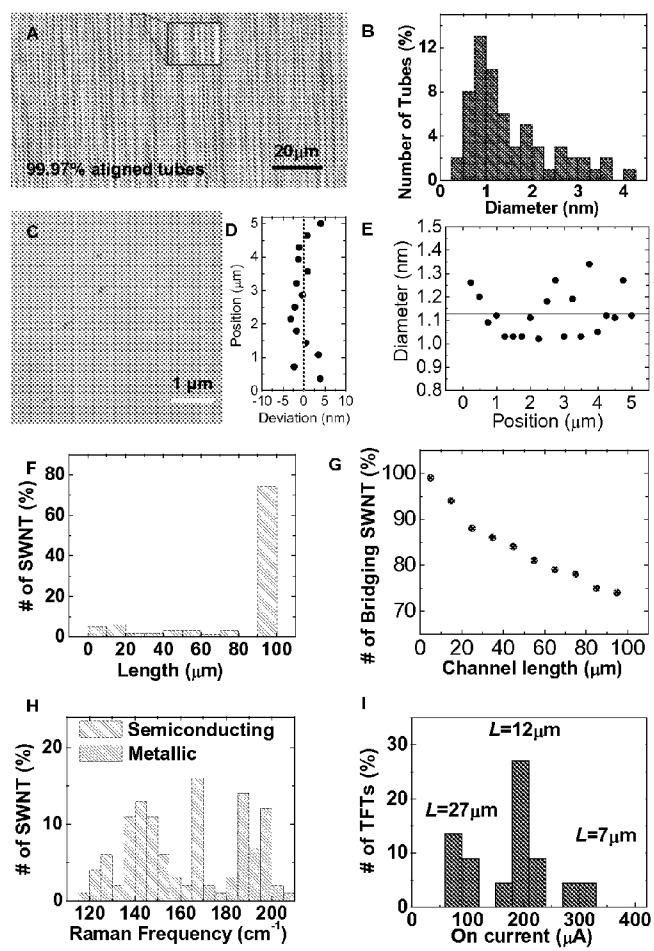 A
99.97% aligned tubes
20μm
B
Number of Tubes (%)
12
8
4
0
1 2 3 4
Diameter (nm)
C
1 μm
D
Position (μm)
5
4
3
2
1
0
-10 -5 0 5 10
Deviation (nm)
E
Diameter (nm)
1.5
1.4
1.3
1.2
1.1
1.0
0.9
0.8
0 1 2 3 4 5
Position (μm)
F
# of SWNT (%)
80
60
40
20
0
0 20 40 60 80 100
Length (μm)
G
# of Bridging SWNT (%)
100
90
80
70
0 20 40 60 80 100
Channel length (μm)
H
Semiconducting
Metallic
# of SWNT (%)
20
10
0
120 140 160 180 200
Raman Frequency (cm-1)
I
L=12μm
L=27μm
L=7μm
# of TFTs (%)
30
15
0
0 100 200 300 400
On current (μA)